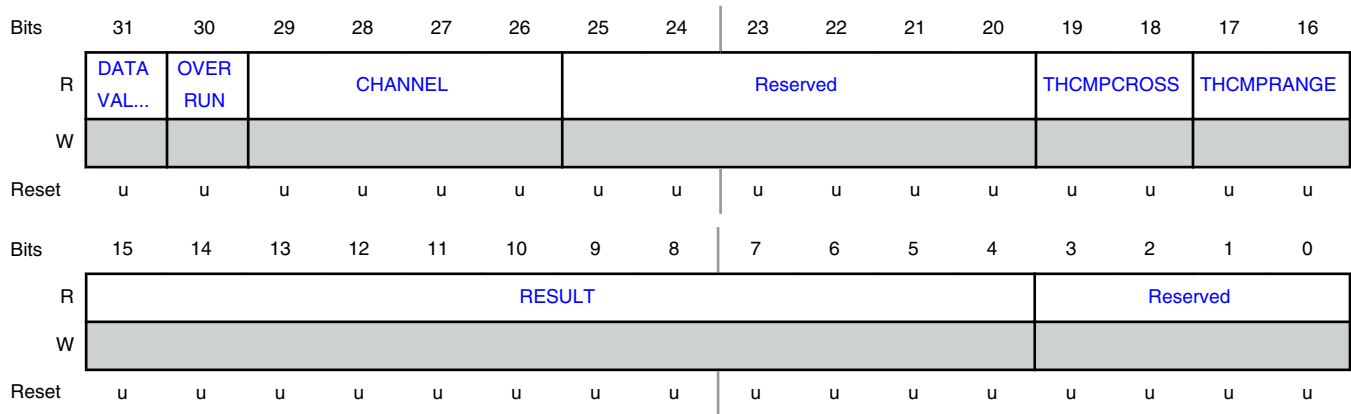 Bits 31 30 29 28 27 26 25 24 23 22 21 20 19 18 17 16
R DATA VAL... OVER RUN CHANNEL Reserved THCMPCROSS THCMPRANGE
W
Reset u u u u u u u u u u u u u u u u
Bits 15 14 13 12 11 10 9 8 7 6 5 4 3 2 1 0
R RESULT Reserved
W
Reset u u u u u u u u u u u u u u u u